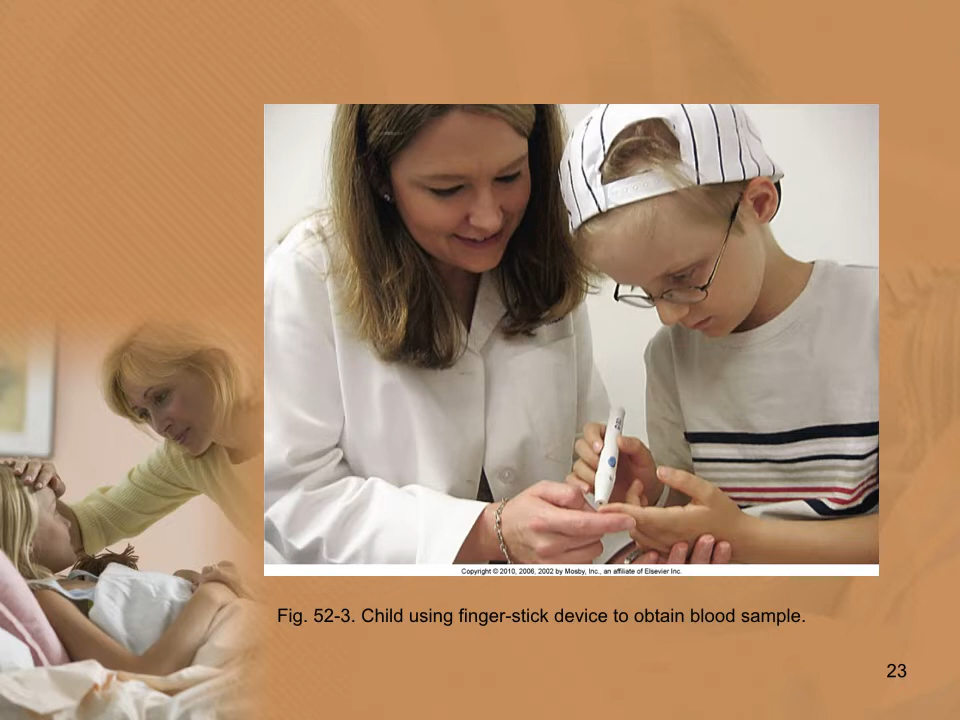 Copyright © 2010, 2006, 2002 by Mosby, Inc., an affiliate of Elsevier Inc.
Fig. 52-3. Child using finger-stick device to obtain blood sample.
23